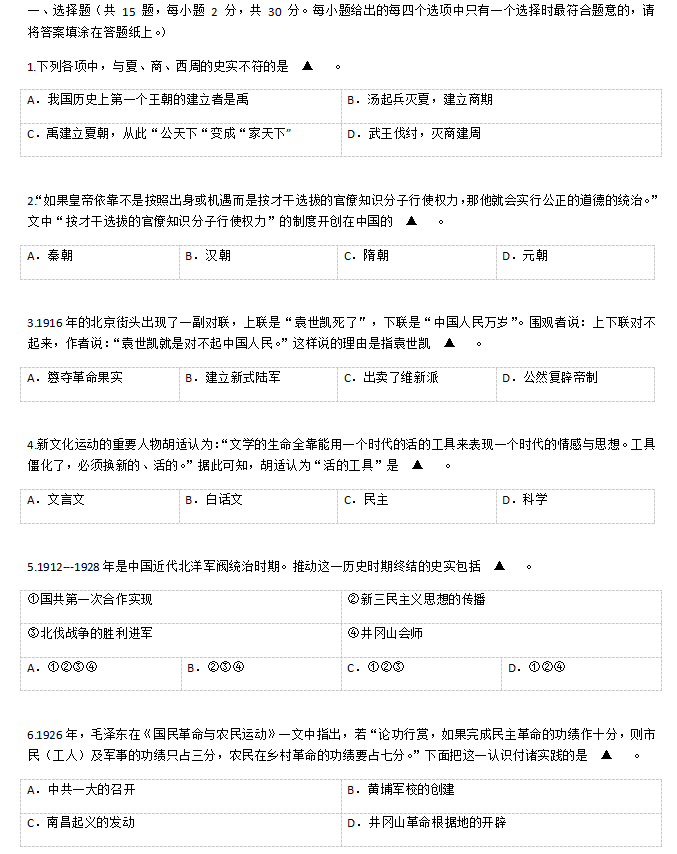 一、选择题（共 15 题，每小题 2 分，共 30 分。每小题给出的每四个选项中只有一个选择时最符合题意的，请
将答案填涂在答题纸上。）
1.下列各项中，与夏、商、西周的史实不符的是 ▲ 。
A．我国历史上第一个王朝的建立者是禹 B．汤起兵灭夏，建立商期
C．禹建立夏朝，从此“公天下“变成“家天下” D．武王伐纣，灭商建周
2.“如果皇帝依靠不是按照出身或机遇而是按才干选拔的官僚知识分子行使权力，那他就会实行公正的道德的统治。”
文中“按才干选拔的官僚知识分子行使权力”的制度开创在中国的 ▲ 。
A．秦朝 B．汉朝 C．隋朝 D．元朝
3.1916 年的北京街头出现了一副对联，上联是“袁世凯死了”，下联是“中国人民万岁”。围观者说：上下联对不
起来，作者说：“袁世凯就是对不起中国人民。”这样说的理由是指袁世凯 ▲ 。
A．篡夺革命果实 B．建立新式陆军 C．出卖了维新派 D．公然复辟帝制
4.新文化运动的重要人物胡适认为：“文学的生命全靠能用一个时代的活的工具来表现一个时代的情感与思想。工具
僵化了，必须换新的、活的。”据此可知，胡适认为“活的工具”是 ▲ 。
A．文言文 B．白话文 C．民主 D．科学
5.1912---1928 年是中国近代北洋军阀统治时期。推动这一历史时期终结的史实包括 ▲ 。
①国共第一次合作实现 ②新三民主义思想的传播
③北伐战争的胜利进军 ④井冈山会师
A．①②③④ B．②③④ C．①②③ D．①②④
6.1926 年，毛泽东在《国民革命与农民运动》一文中指出，若“论功行赏，如果完成民主革命的功绩作十分，则市
民（工人）及军事的功绩只占三分，农民在乡村革命的功绩要占七分。”下面把这一认识付诸实践的是 ▲ 。
A．中共一大的召开 B．黄埔军校的创建
C．南昌起义的发动 D．井冈山革命根据地的开辟